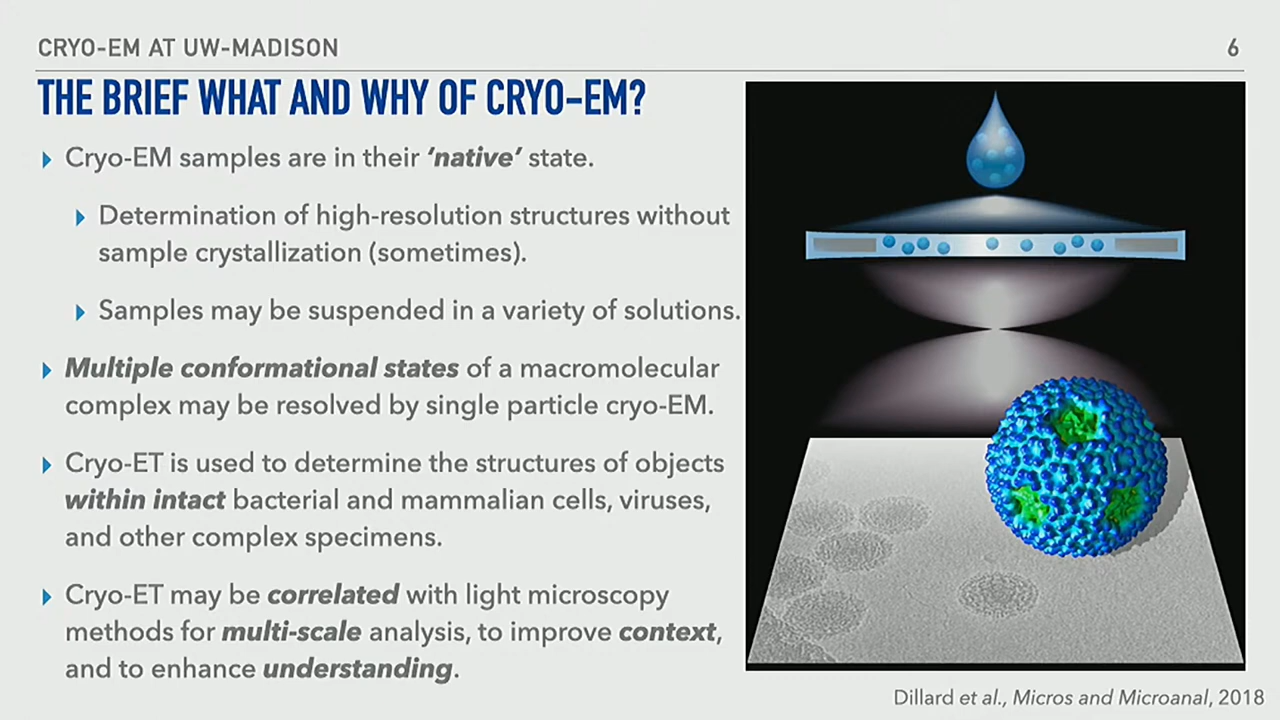 CRYO-EM AT UW-MADISON
6
THE BRIEF WHAT AND WHY OF CRYO-EM?
Cryo-EM samples are in their ‘native’ state.
Determination of high-resolution structures without
sample crystallization (sometimes).
Samples may be suspended in a variety of solutions.
Multiple conformational states of a macromolecular
complex may be resolved by single particle cryo-EM.
Cryo-ET is used to determine the structures of objects
within intact bacterial and mammalian cells, viruses,
and other complex specimens.
Cryo-ET may be correlated with light microscopy
methods for multi-scale analysis, to improve context,
and to enhance understanding.
Dillard et al., Micros and Microanal, 2018